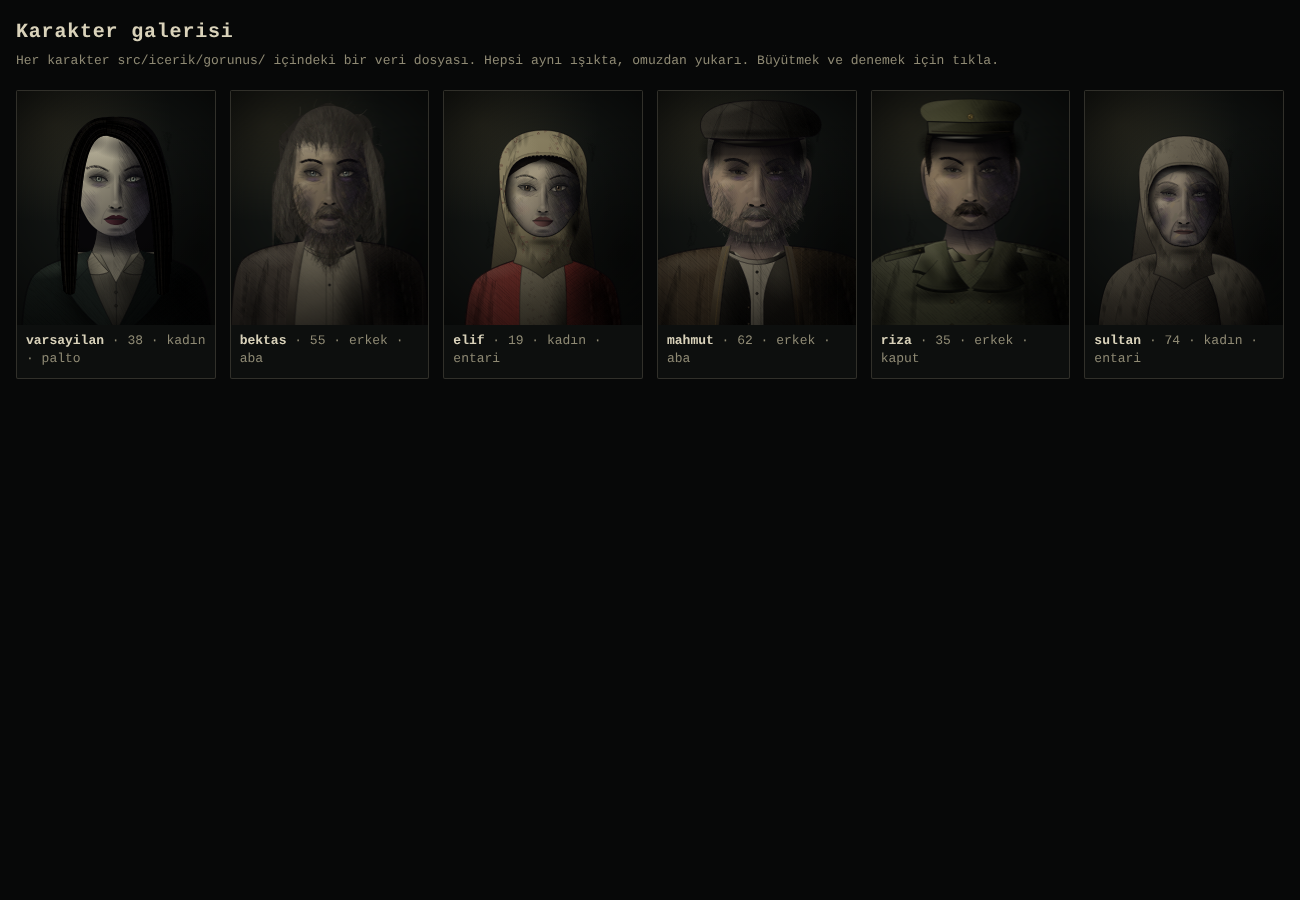 Karakter galerisi
Her karakter src/icerik/gorunus/ içindeki bir veri dosyası. Hepsi aynı ışıkta, omuzdan yukarı. Büyütmek ve denemek için tıkla.
varsayilan · 38 · kadın
· palto
bektas · 55 · erkek ·
aba
elif · 19 · kadın ·
entari
mahmut · 62 · erkek ·
aba
riza · 35 · erkek ·
kaput
sultan · 74 · kadın ·
entari